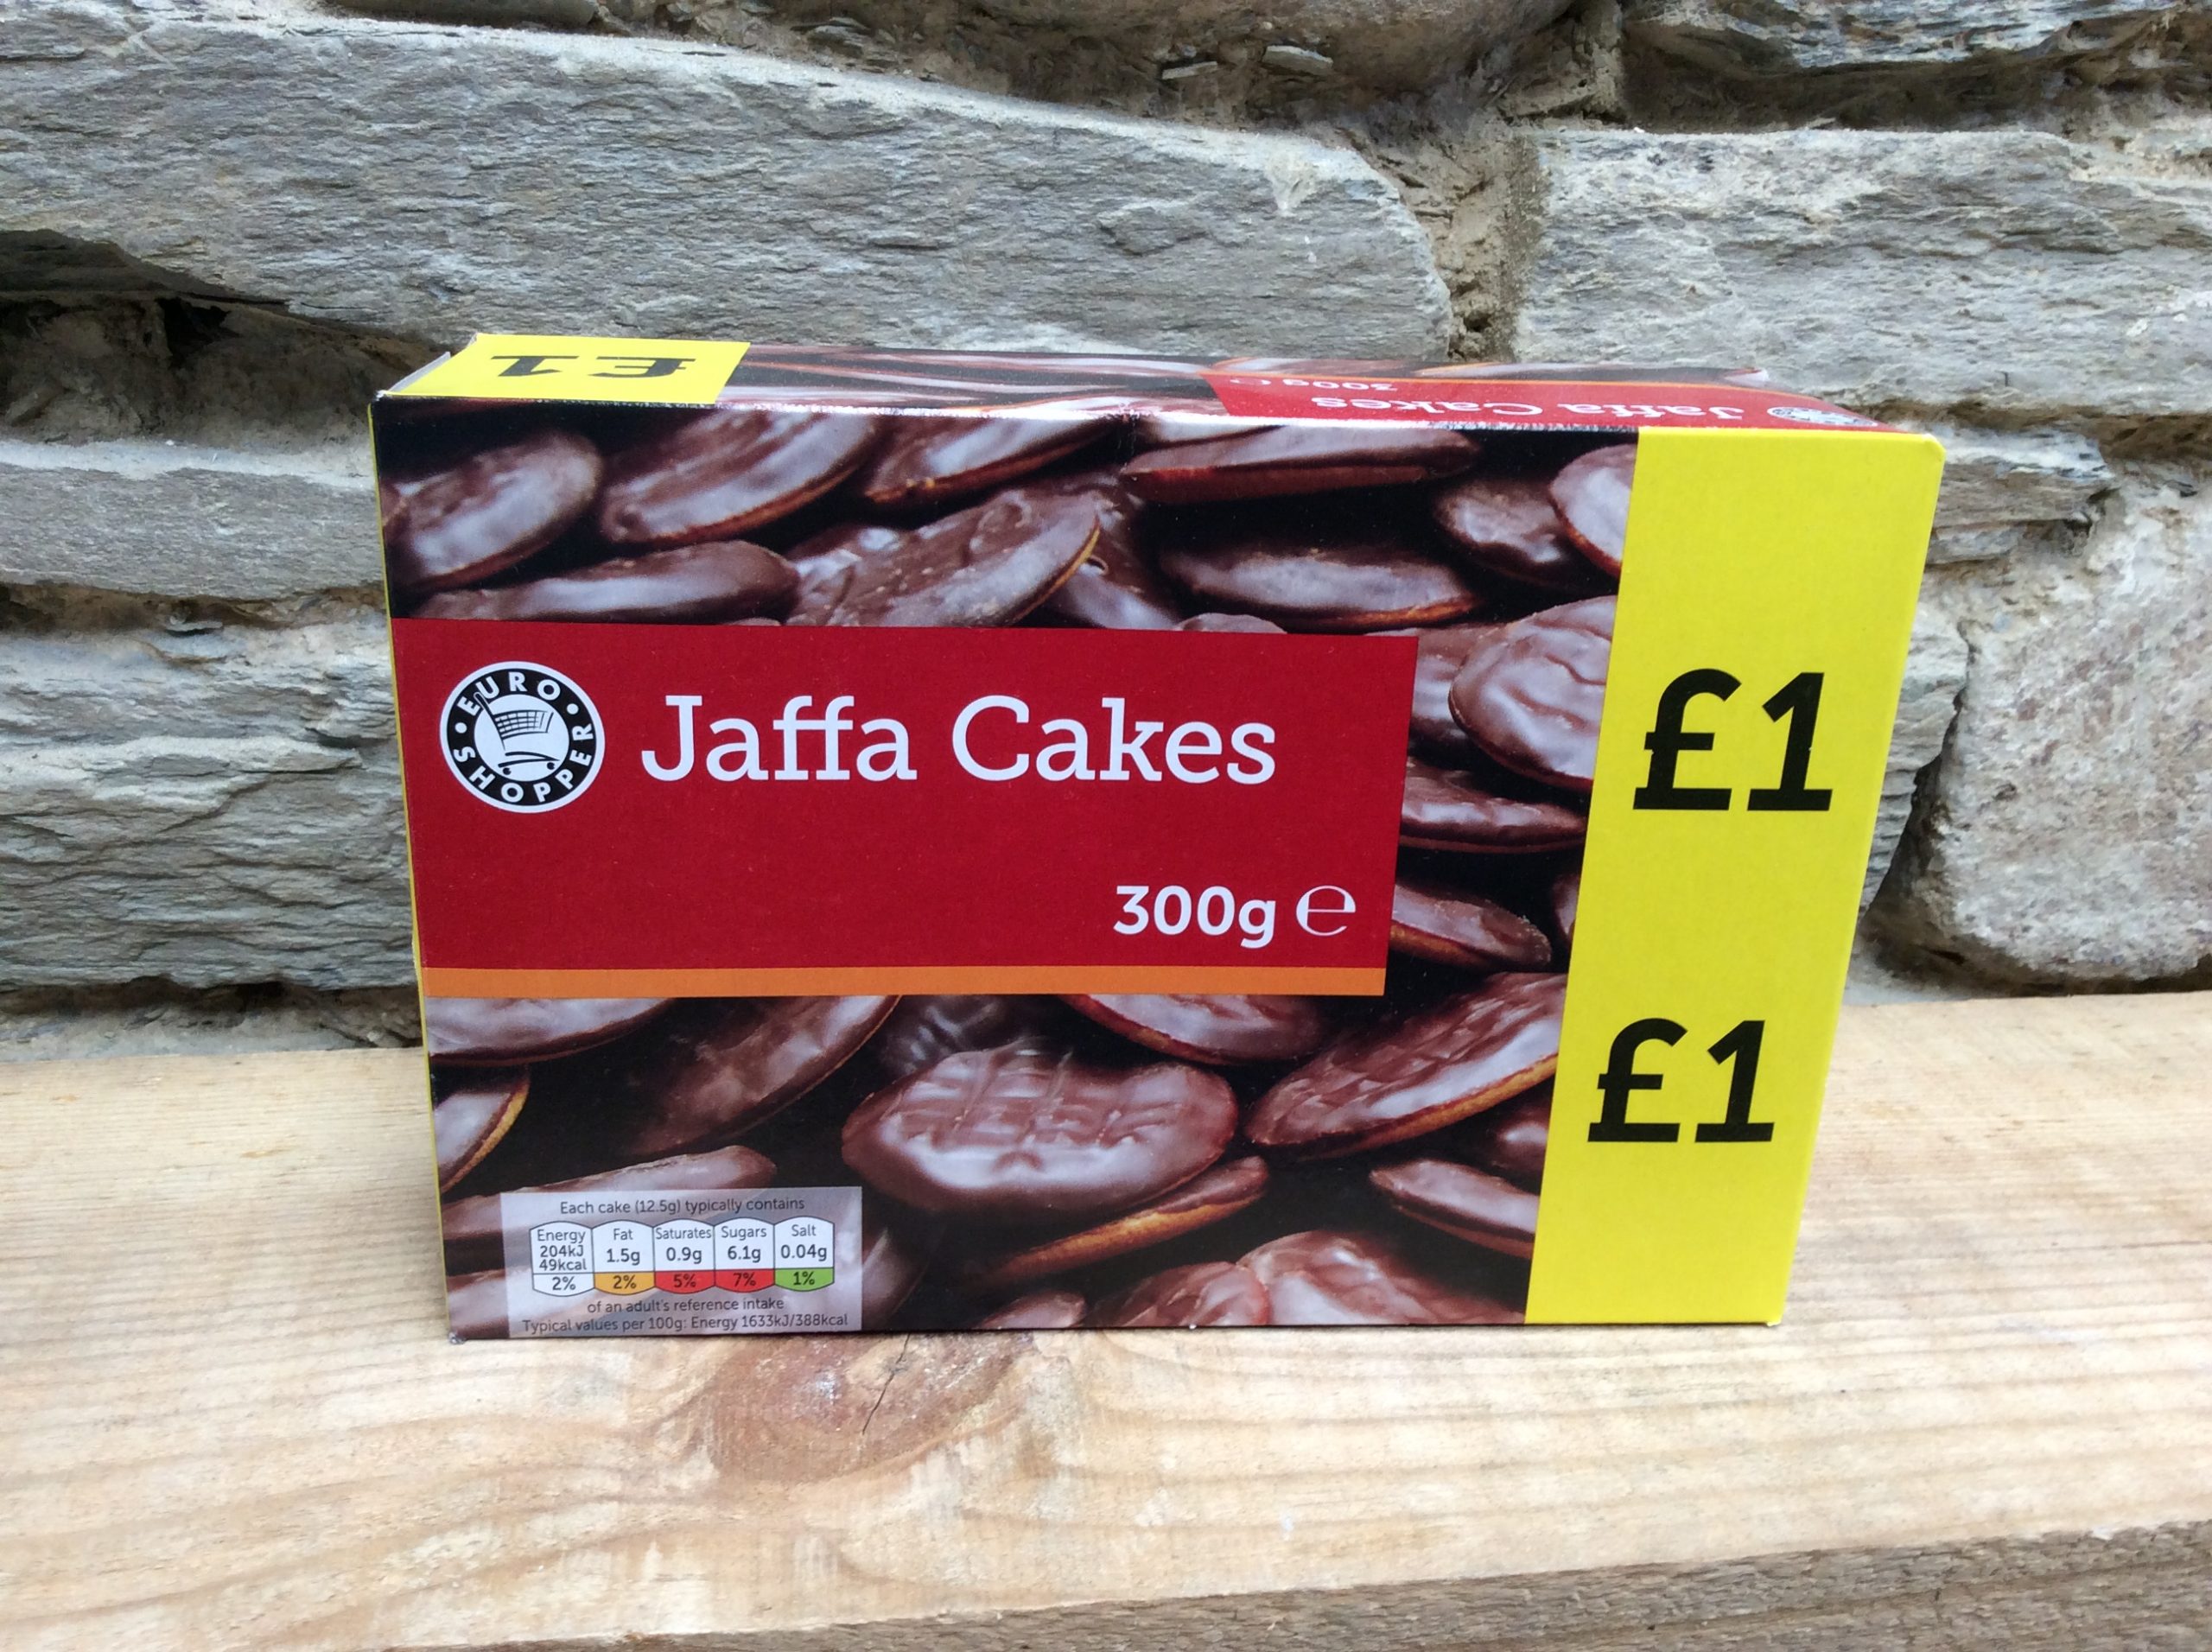 £1
300g e
Jaffa Cakes
EURO SHOPPER
Jaffa Cakes
300g e
£1
£1
Each cake (12.5g) typically contains
Energy Fat Saturates Sugars Salt
204kJ 49kcal 1.5g 0.9g 6.1g 0.04g
2% 2% 5% 7% 1%
of an adult's reference intake
Typical values per 100g: Energy 1633kJ/388kcal